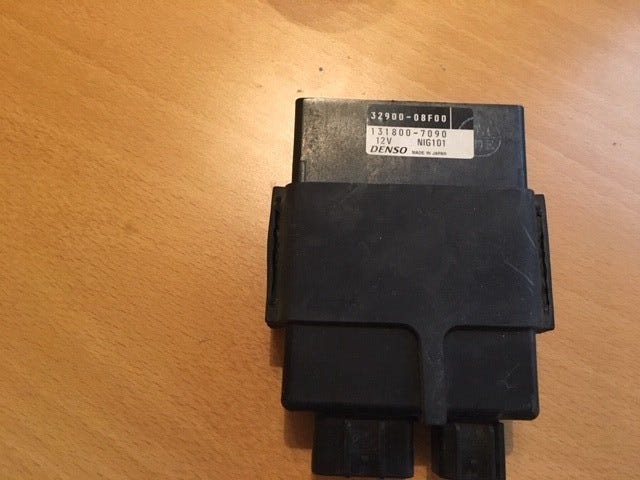 32900-08F00
131800-7090
12V NIG101
DENSO MADE IN JAPAN